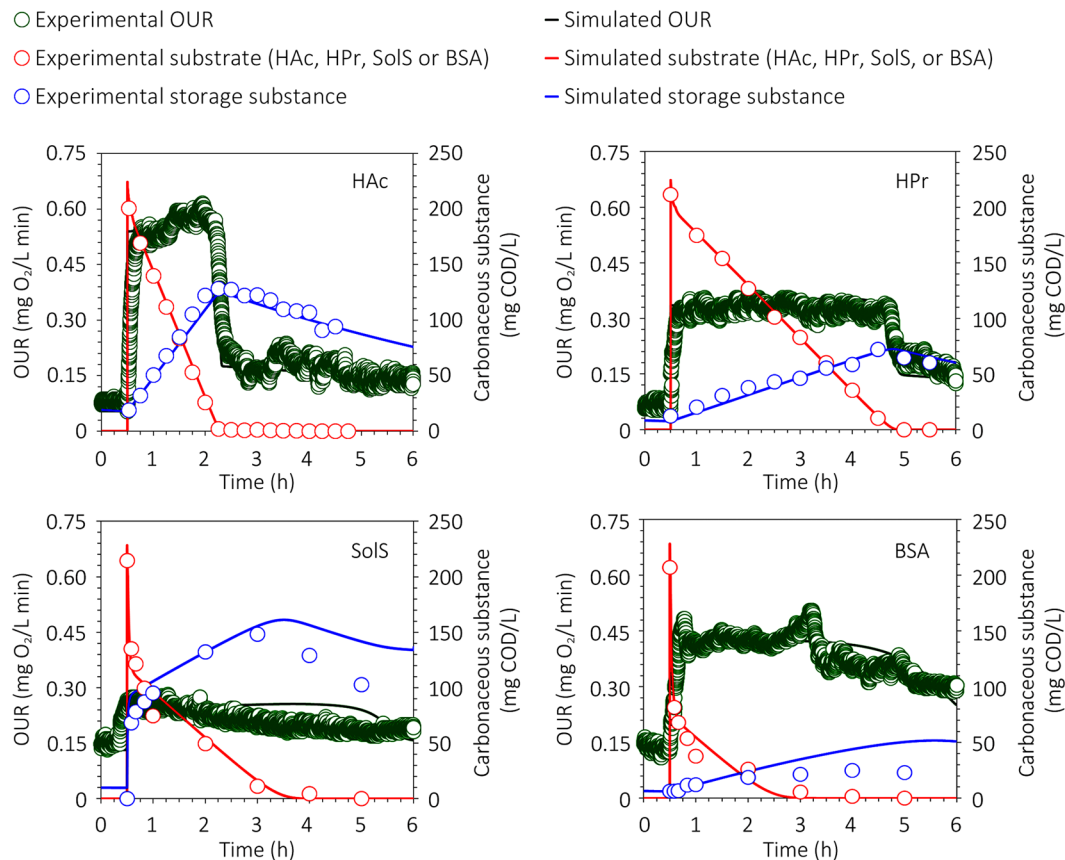 Experimental OUR
Simulated OUR
Experimental substrate (HAc, HPr, SolS or BSA)
Simulated substrate (HAc, HPr, SolS, or BSA)
Experimental storage substance
Simulated storage substance
HAc
OUR (mg O₂/L min)
0.75
0.60
0.45
0.30
0.15
0
250
200
150
100
50
0
Carbonaceous substance
(mg COD/L)
0 1 2 3 4 5 6
Time (h)
HPr
OUR (mg O₂/L min)
0.75
0.60
0.45
0.30
0.15
0
250
200
150
100
50
0
Carbonaceous substance
(mg COD/L)
0 1 2 3 4 5 6
Time (h)
SolS
OUR (mg O₂/L min)
0.75
0.60
0.45
0.30
0.15
0
250
200
150
100
50
0
Carbonaceous substance
(mg COD/L)
0 1 2 3 4 5 6
Time (h)
BSA
OUR (mg O₂/L min)
0.75
0.60
0.45
0.30
0.15
0
250
200
150
100
50
0
Carbonaceous substance
(mg COD/L)
0 1 2 3 4 5 6
Time (h)